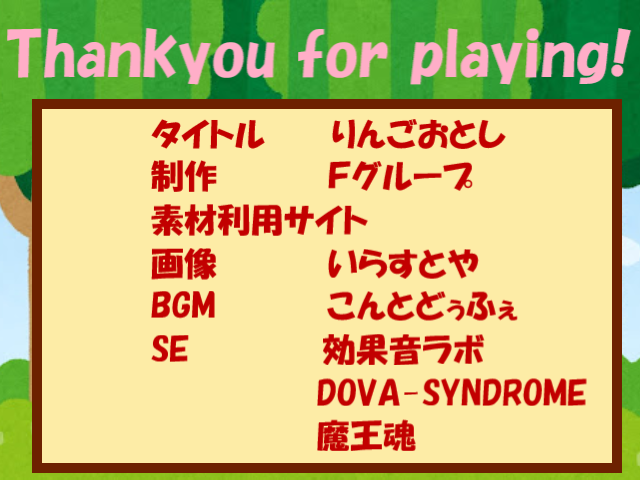 Thankyou for playing!
タイトル りんごおとし
制作 Fグループ
素材利用サイト
画像 いらすとや
BGM こんとどぅふぇ
SE 効果音ラボ
DOVA-SYNDROME
魔王魂